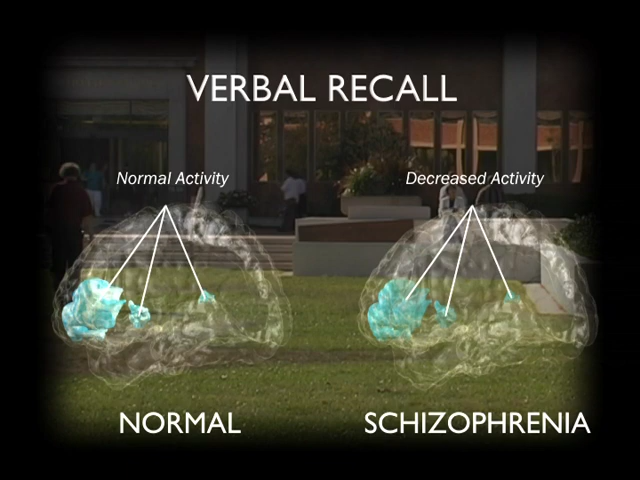 VERBAL RECALL
Normal Activity
Decreased Activity
NORMAL
SCHIZOPHRENIA